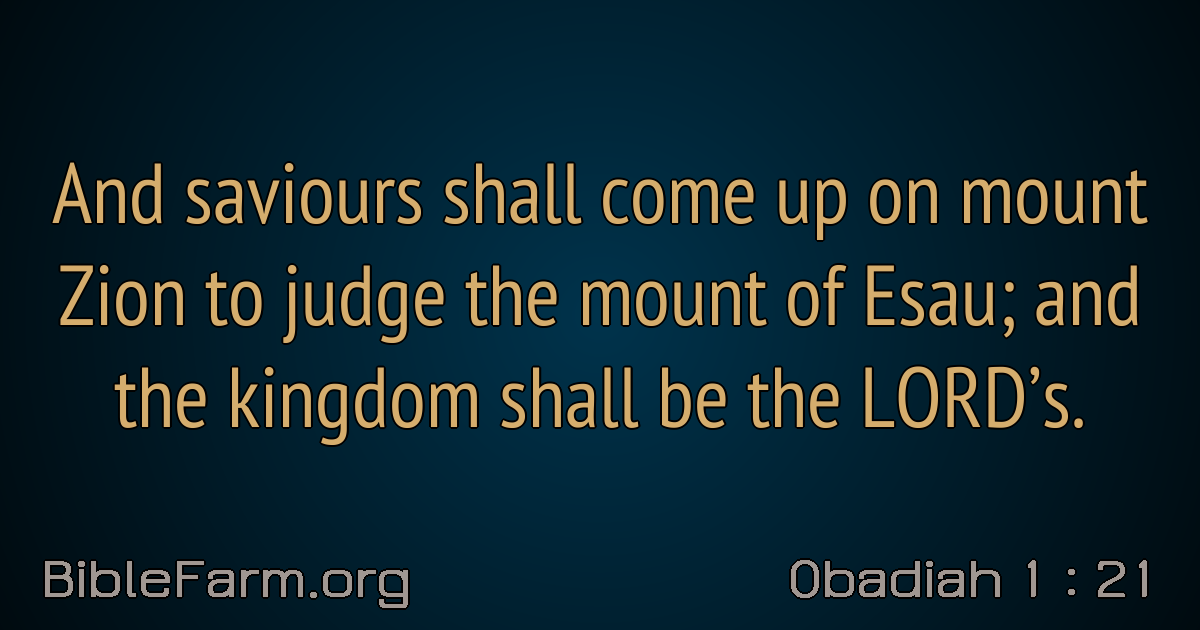 And saviours shall come up on mount
Zion to judge the mount of Esau; and
the kingdom shall be the LORD’s.
BibleFarm.org
Obadiah 1 : 21